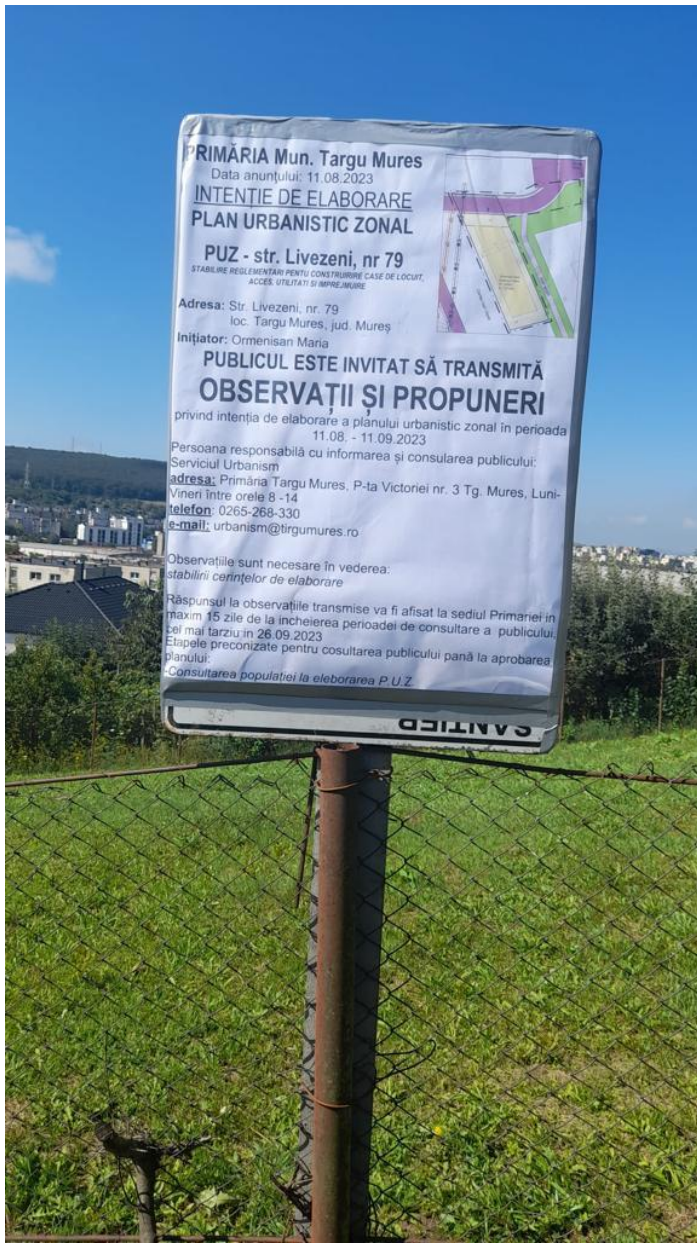 PRIMĂRIA Mun. Targu Mures
Data anunțului: 11.08.2023
INTENTIE DE ELABORARE
PLAN URBANISTIC ZONAL
PUZ - str. Livezeni, nr 79
STABILIRE REGLEMENTARI PENTRU CONSTRUIRIRE CASE DE LOCUIT,
ACCES, UTILITATI SI IMPREJMUIRE
Adresa: Str. Livezeni, nr. 79
loc. Targu Mures, jud. Mureș
Inițiator: Ormenisan Maria
PUBLICUL ESTE INVITAT SĂ TRANSMITĂ
OBSERVAȚII ȘI PROPUNERI
privind intenția de elaborare a planului urbanistic zonal în perioada
11.08. - 11.09.2023
Persoana responsabilă cu informarea și consularea publicului:
Serviciul Urbanism
adresa: Primăria Targu Mures, P-ta Victoriei nr. 3 Tg. Mures, Luni-
Vineri între orele 8 -14
telefon: 0265-268-330
e-mail: urbanism@tirgumures.ro
Observațiile sunt necesare în vederea:
stabilirii cerințelor de elaborare
Răspunsul la observațiile transmise va fi afisat la sediul Primariei in
maxim 15 zile de la incheierea perioadei de consultare a publicului,
cel mai tarziu in 26.09.2023
Etapele preconizate pentru cosultarea publicului pană la aprobarea
planului:
-Consultarea populatiei la eleborarea P.U.Z.
SANTIER